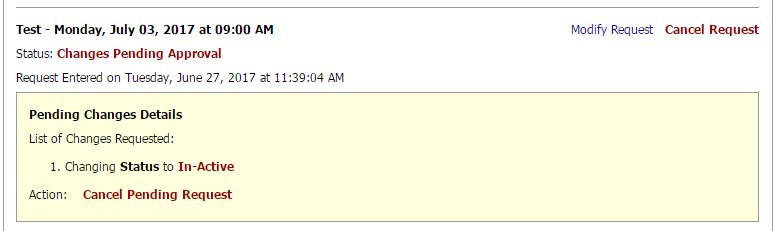 Test - Monday, July 03, 2017 at 09:00 AM Modify Request Cancel Request
Status: Changes Pending Approval
Request Entered on Tuesday, June 27, 2017 at 11:39:04 AM
Pending Changes Details
List of Changes Requested:
1. Changing Status to In-Active
Action: Cancel Pending Request